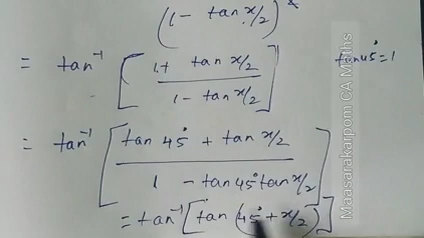 (1 - tan x/2)²
= tan⁻¹ [ (1 + tan x/2) / (1 - tan x/2) ]
tan 45° = 1
= tan⁻¹ [ (tan 45° + tan x/2) / (1 - tan 45° tan x/2) ]
= tan⁻¹ [ tan (45° + x/2) ]
Maasarakarpom CA Maths